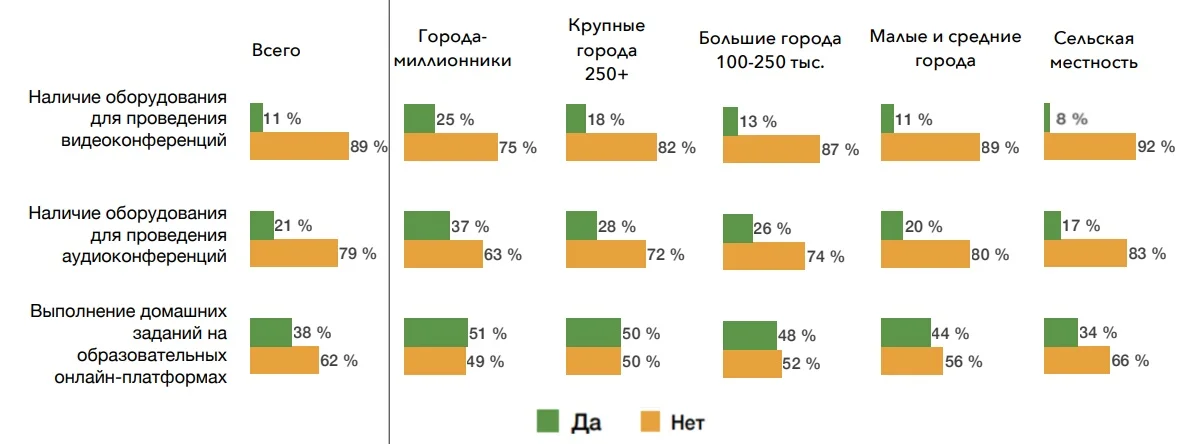 Всего
Города-
миллионники
Крупные
города
250+
Большие города
100-250 тыс.
Малые и средние
города
Сельская
местность
Наличие оборудования
для проведения
видеоконференций
11 %
89 %
25 %
75 %
18 %
82 %
13 %
87 %
11 %
89 %
8 %
92 %
Наличие оборудования
для проведения
аудиоконференций
21 %
79 %
37 %
63 %
28 %
72 %
26 %
74 %
20 %
80 %
17 %
83 %
Выполнение домашних
заданий на
образовательных
онлайн-платформах
38 %
62 %
51 %
49 %
50 %
50 %
48 %
52 %
44 %
56 %
34 %
66 %
Да
Нет